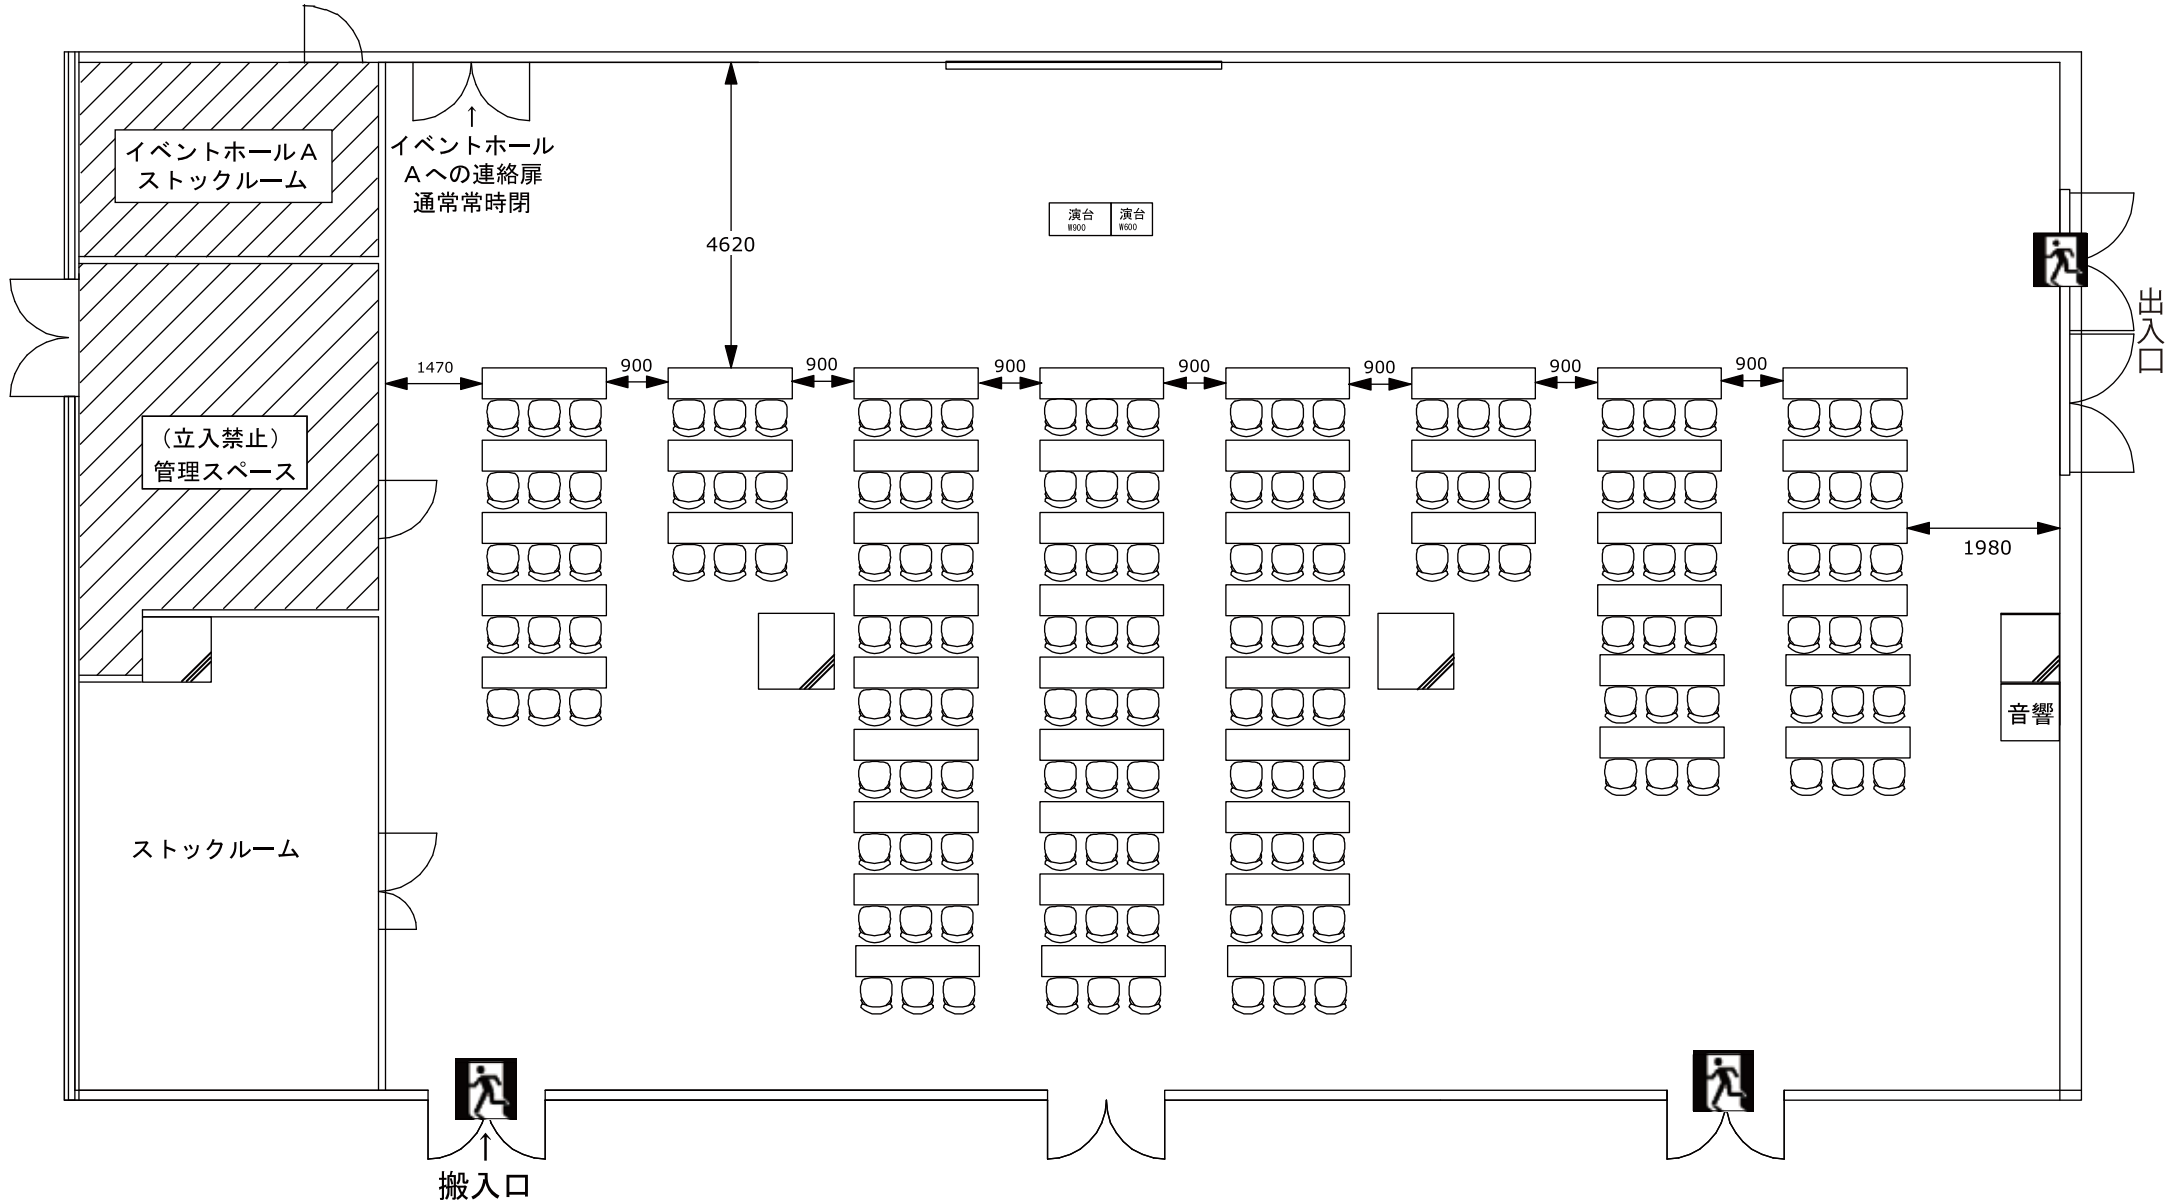 イベントホールA
ストックルーム
イベントホール
Aへの連絡扉
通常常時閉
4620
演台
W900
演台
W600
出入口
1470
900
900
900
900
900
900
900
(立入禁止)
管理スペース
1980
音響
ストックルーム
搬入口